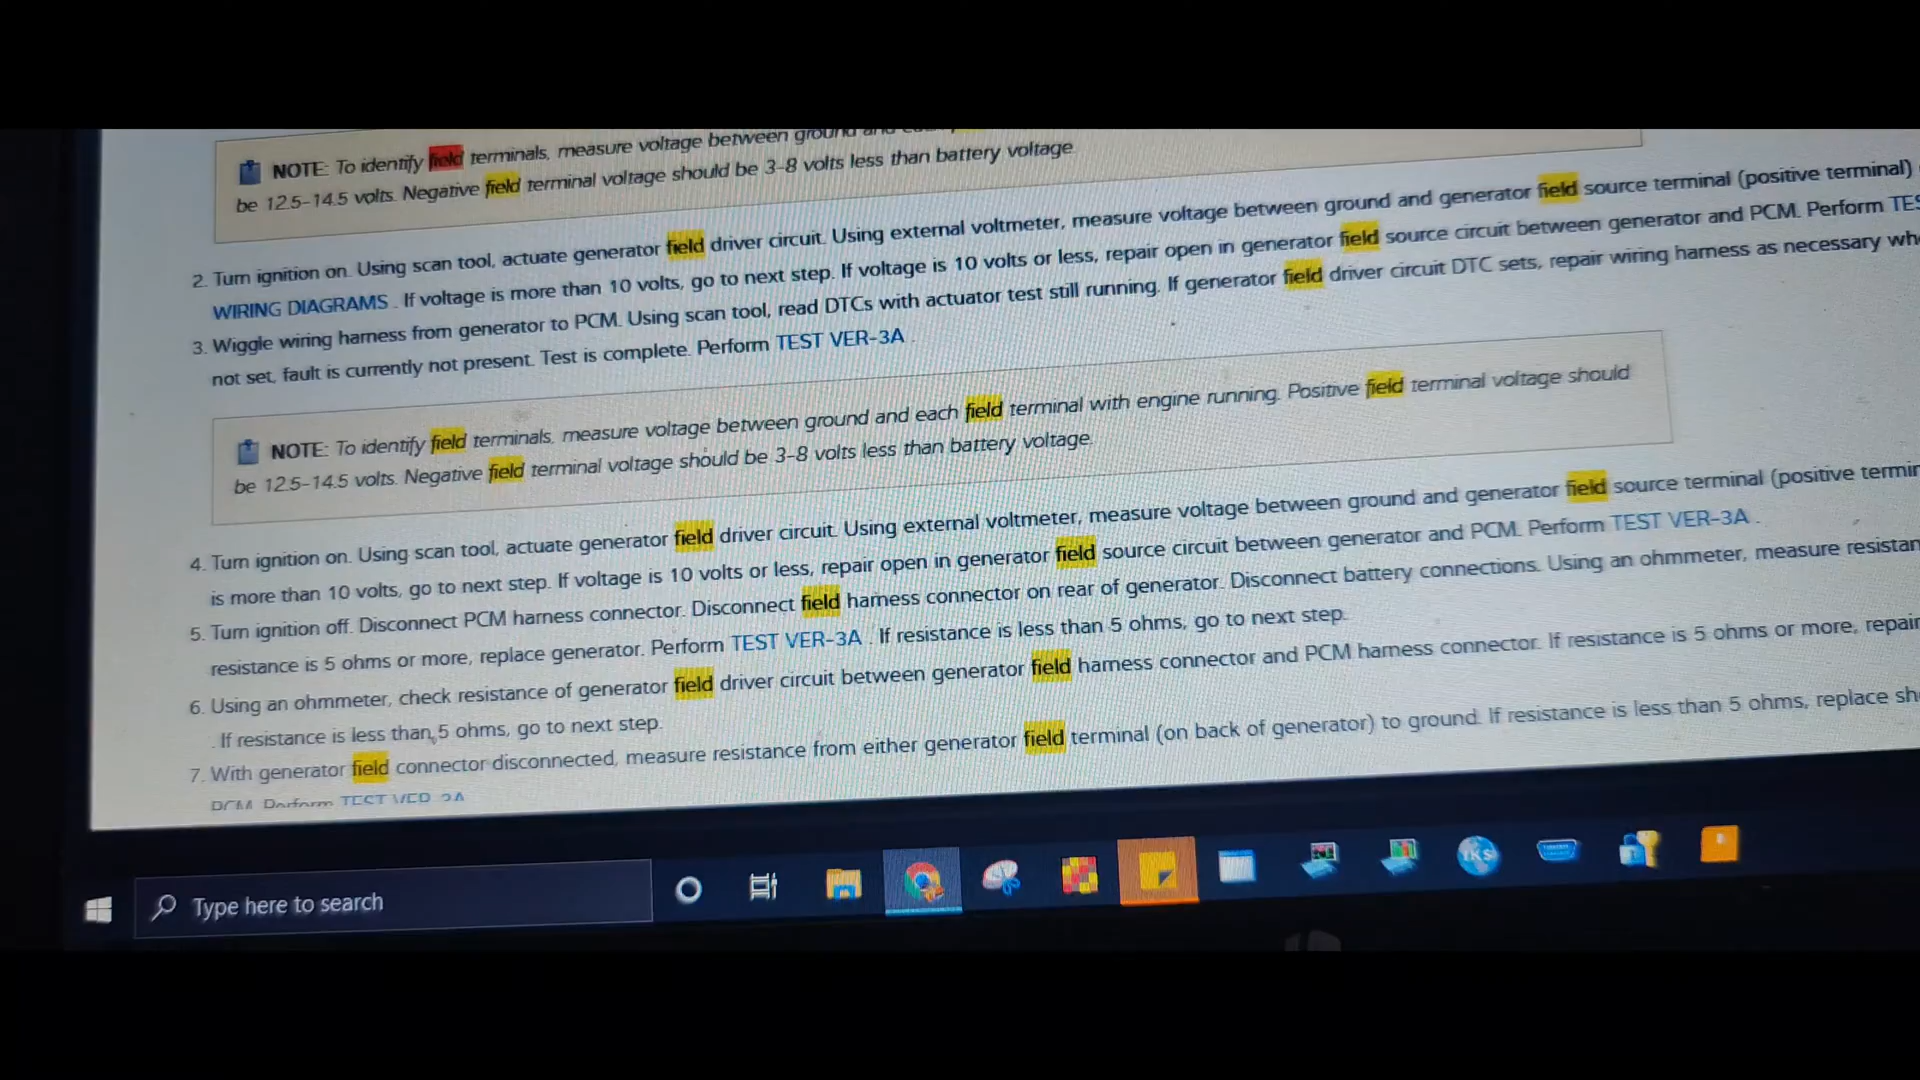 NOTE: To identify field terminals, measure voltage between ground and
be 12.5-14.5 volts. Negative field terminal voltage should be 3-8 volts less than battery voltage.
2. Turn ignition on. Using scan tool, actuate generator field driver circuit. Using external voltmeter, measure voltage between ground and generator field source terminal (positive terminal)
WIRING DIAGRAMS . If voltage is more than 10 volts, go to next step. If voltage is 10 volts or less, repair open in generator field source circuit between generator and PCM. Perform TES
3. Wiggle wiring harness from generator to PCM. Using scan tool, read DTCs with actuator test still running. If generator field driver circuit DTC sets, repair wiring harness as necessary whe
not set, fault is currently not present. Test is complete. Perform TEST VER-3A .
NOTE: To identify field terminals, measure voltage between ground and each field terminal with engine running. Positive field terminal voltage should
be 12.5-14.5 volts. Negative field terminal voltage should be 3-8 volts less than battery voltage.
4. Turn ignition on. Using scan tool, actuate generator field driver circuit. Using external voltmeter, measure voltage between ground and generator field source terminal (positive termin
is more than 10 volts, go to next step. If voltage is 10 volts or less, repair open in generator field source circuit between generator and PCM. Perform TEST VER-3A .
5. Turn ignition off. Disconnect PCM harness connector. Disconnect field harness connector on rear of generator. Disconnect battery connections. Using an ohmmeter, measure resistan
resistance is 5 ohms or more, replace generator. Perform TEST VER-3A . If resistance is less than 5 ohms, go to next step.
6. Using an ohmmeter, check resistance of generator field driver circuit between generator field harness connector and PCM harness connector. If resistance is 5 ohms or more, repair
. If resistance is less than 5 ohms, go to next step.
7. With generator field connector disconnected, measure resistance from either generator field terminal (on back of generator) to ground. If resistance is less than 5 ohms, replace sh
PCM. Perform TEST VER-3A
Type here to search